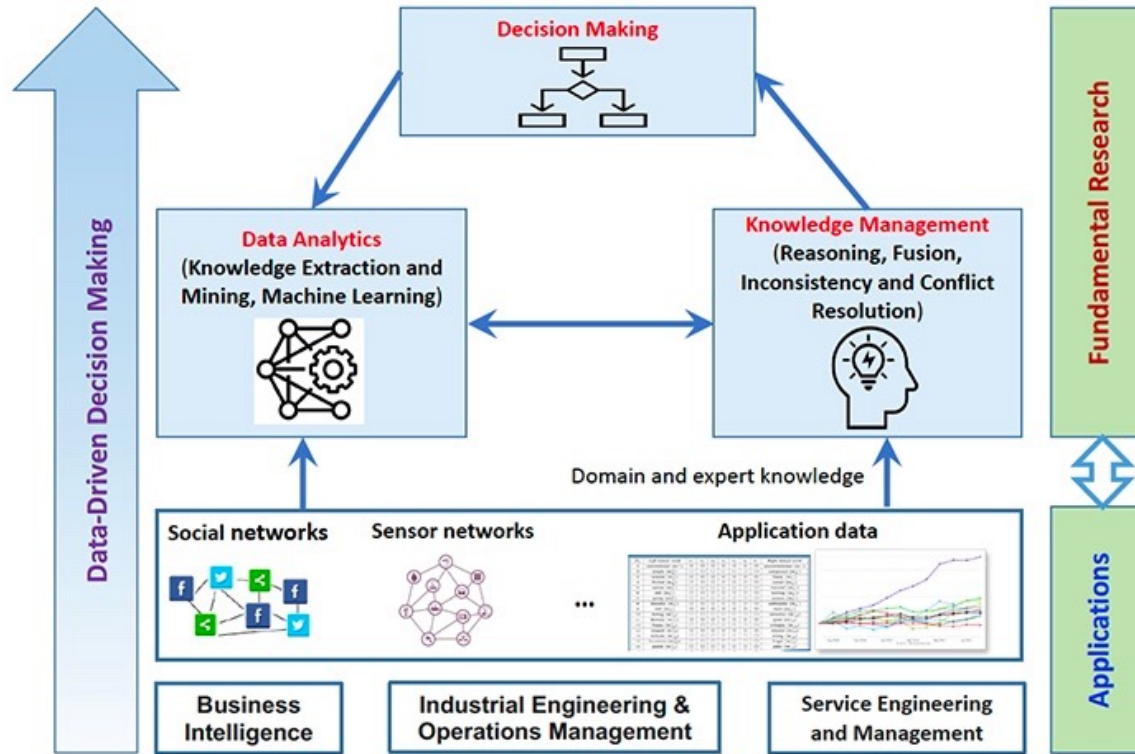 Decision Making
Data-Driven Decision Making
Data Analytics
(Knowledge Extraction and
Mining, Machine Learning)
Knowledge Management
(Reasoning, Fusion,
Inconsistency and Conflict
Resolution)
Fundamental Research
Domain and expert knowledge
Social networks
Sensor networks
...
Application data
Applications
Business
Intelligence
Industrial Engineering &
Operations Management
Service Engineering
and Management